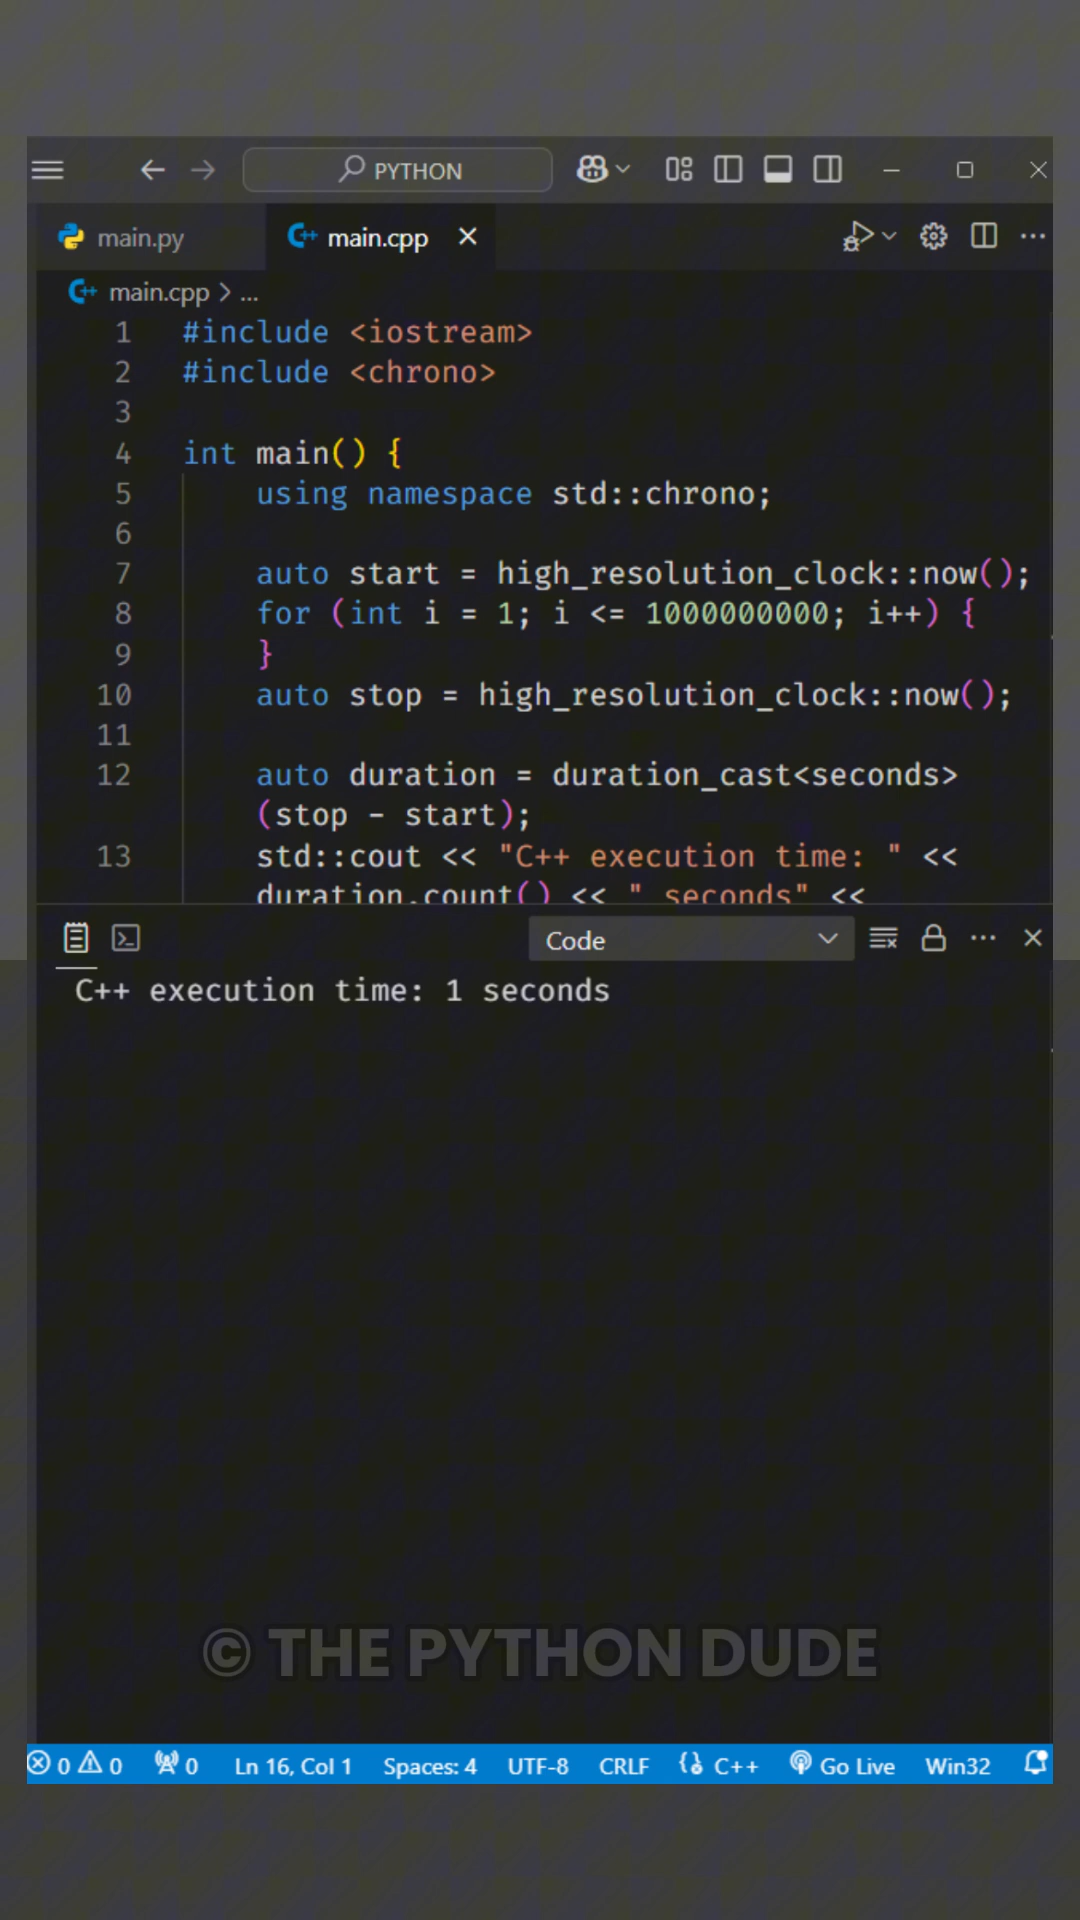 PYTHON
main.py
main.cpp
main.cpp > ...
1 #include <iostream>
2 #include <chrono>
3
4 int main() {
5 using namespace std::chrono;
6
7 auto start = high_resolution_clock::now();
8 for (int i = 1; i <= 1000000000; i++) {
9 }
10 auto stop = high_resolution_clock::now();
11
12 auto duration = duration_cast<seconds>
(stop - start);
13 std::cout << "C++ execution time: " <<
duration.count() << " seconds" <<
Code
C++ execution time: 1 seconds
© THE PYTHON DUDE
0 0 0 Ln 16, Col 1 Spaces: 4 UTF-8 CRLF C++ Go Live Win32